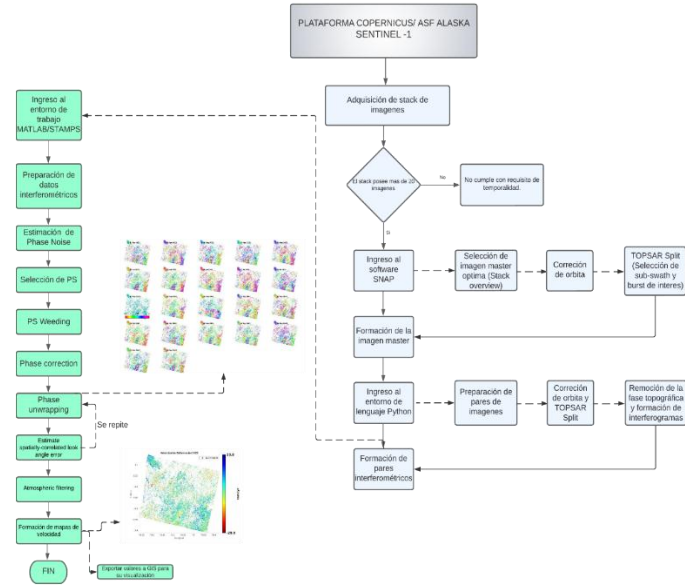 PLATAFORMA COPERNICUS/ ASF ALASKA
SENTINEL -1
Adquisición de stack de
imagenes
El stack posee mas de 20
imagenes
No
No cumple con requisito de
temporalidad.
Si
Ingreso al
software
SNAP
Selección de
imagen master
optima (Stack
overview)
Correción de
orbita
TOPSAR Split
(Selección de
sub-swath y
burst de interes)
Formación de la
imagen master
Ingreso al
entorno de
lenguaje Python
Preparación de
pares de
imagenes
Correción de
orbita y
TOPSAR
Split
Remoción de la
fase topográfica
y formación de
interferogramas
Formación de
pares
interferométricos
Ingreso al
entorno de
trabajo
MATLAB/STAMPS
Preparación de
datos
interferométricos
Estimación de
Phase Noise
Selección de PS
PS Weeding
Phase correction
Phase
unwrapping
Se repite
Estimate
spatially-correlated look
angle error
Atmospheric filtering
Formación de mapas de
velocidad
FIN
Exportar valores a GIS para
su visualización